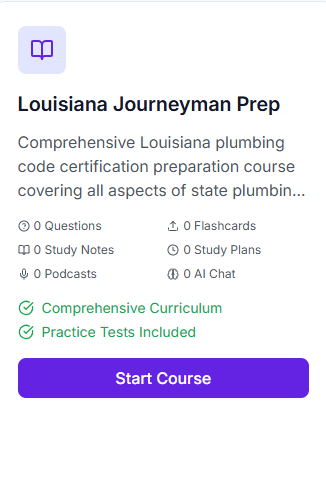 Louisiana Journeyman Prep
Comprehensive Louisiana plumbing
code certification preparation course
covering all aspects of state plumbin...
0 Questions
0 Flashcards
0 Study Notes
0 Study Plans
0 Podcasts
0 AI Chat
Comprehensive Curriculum
Practice Tests Included
Start Course